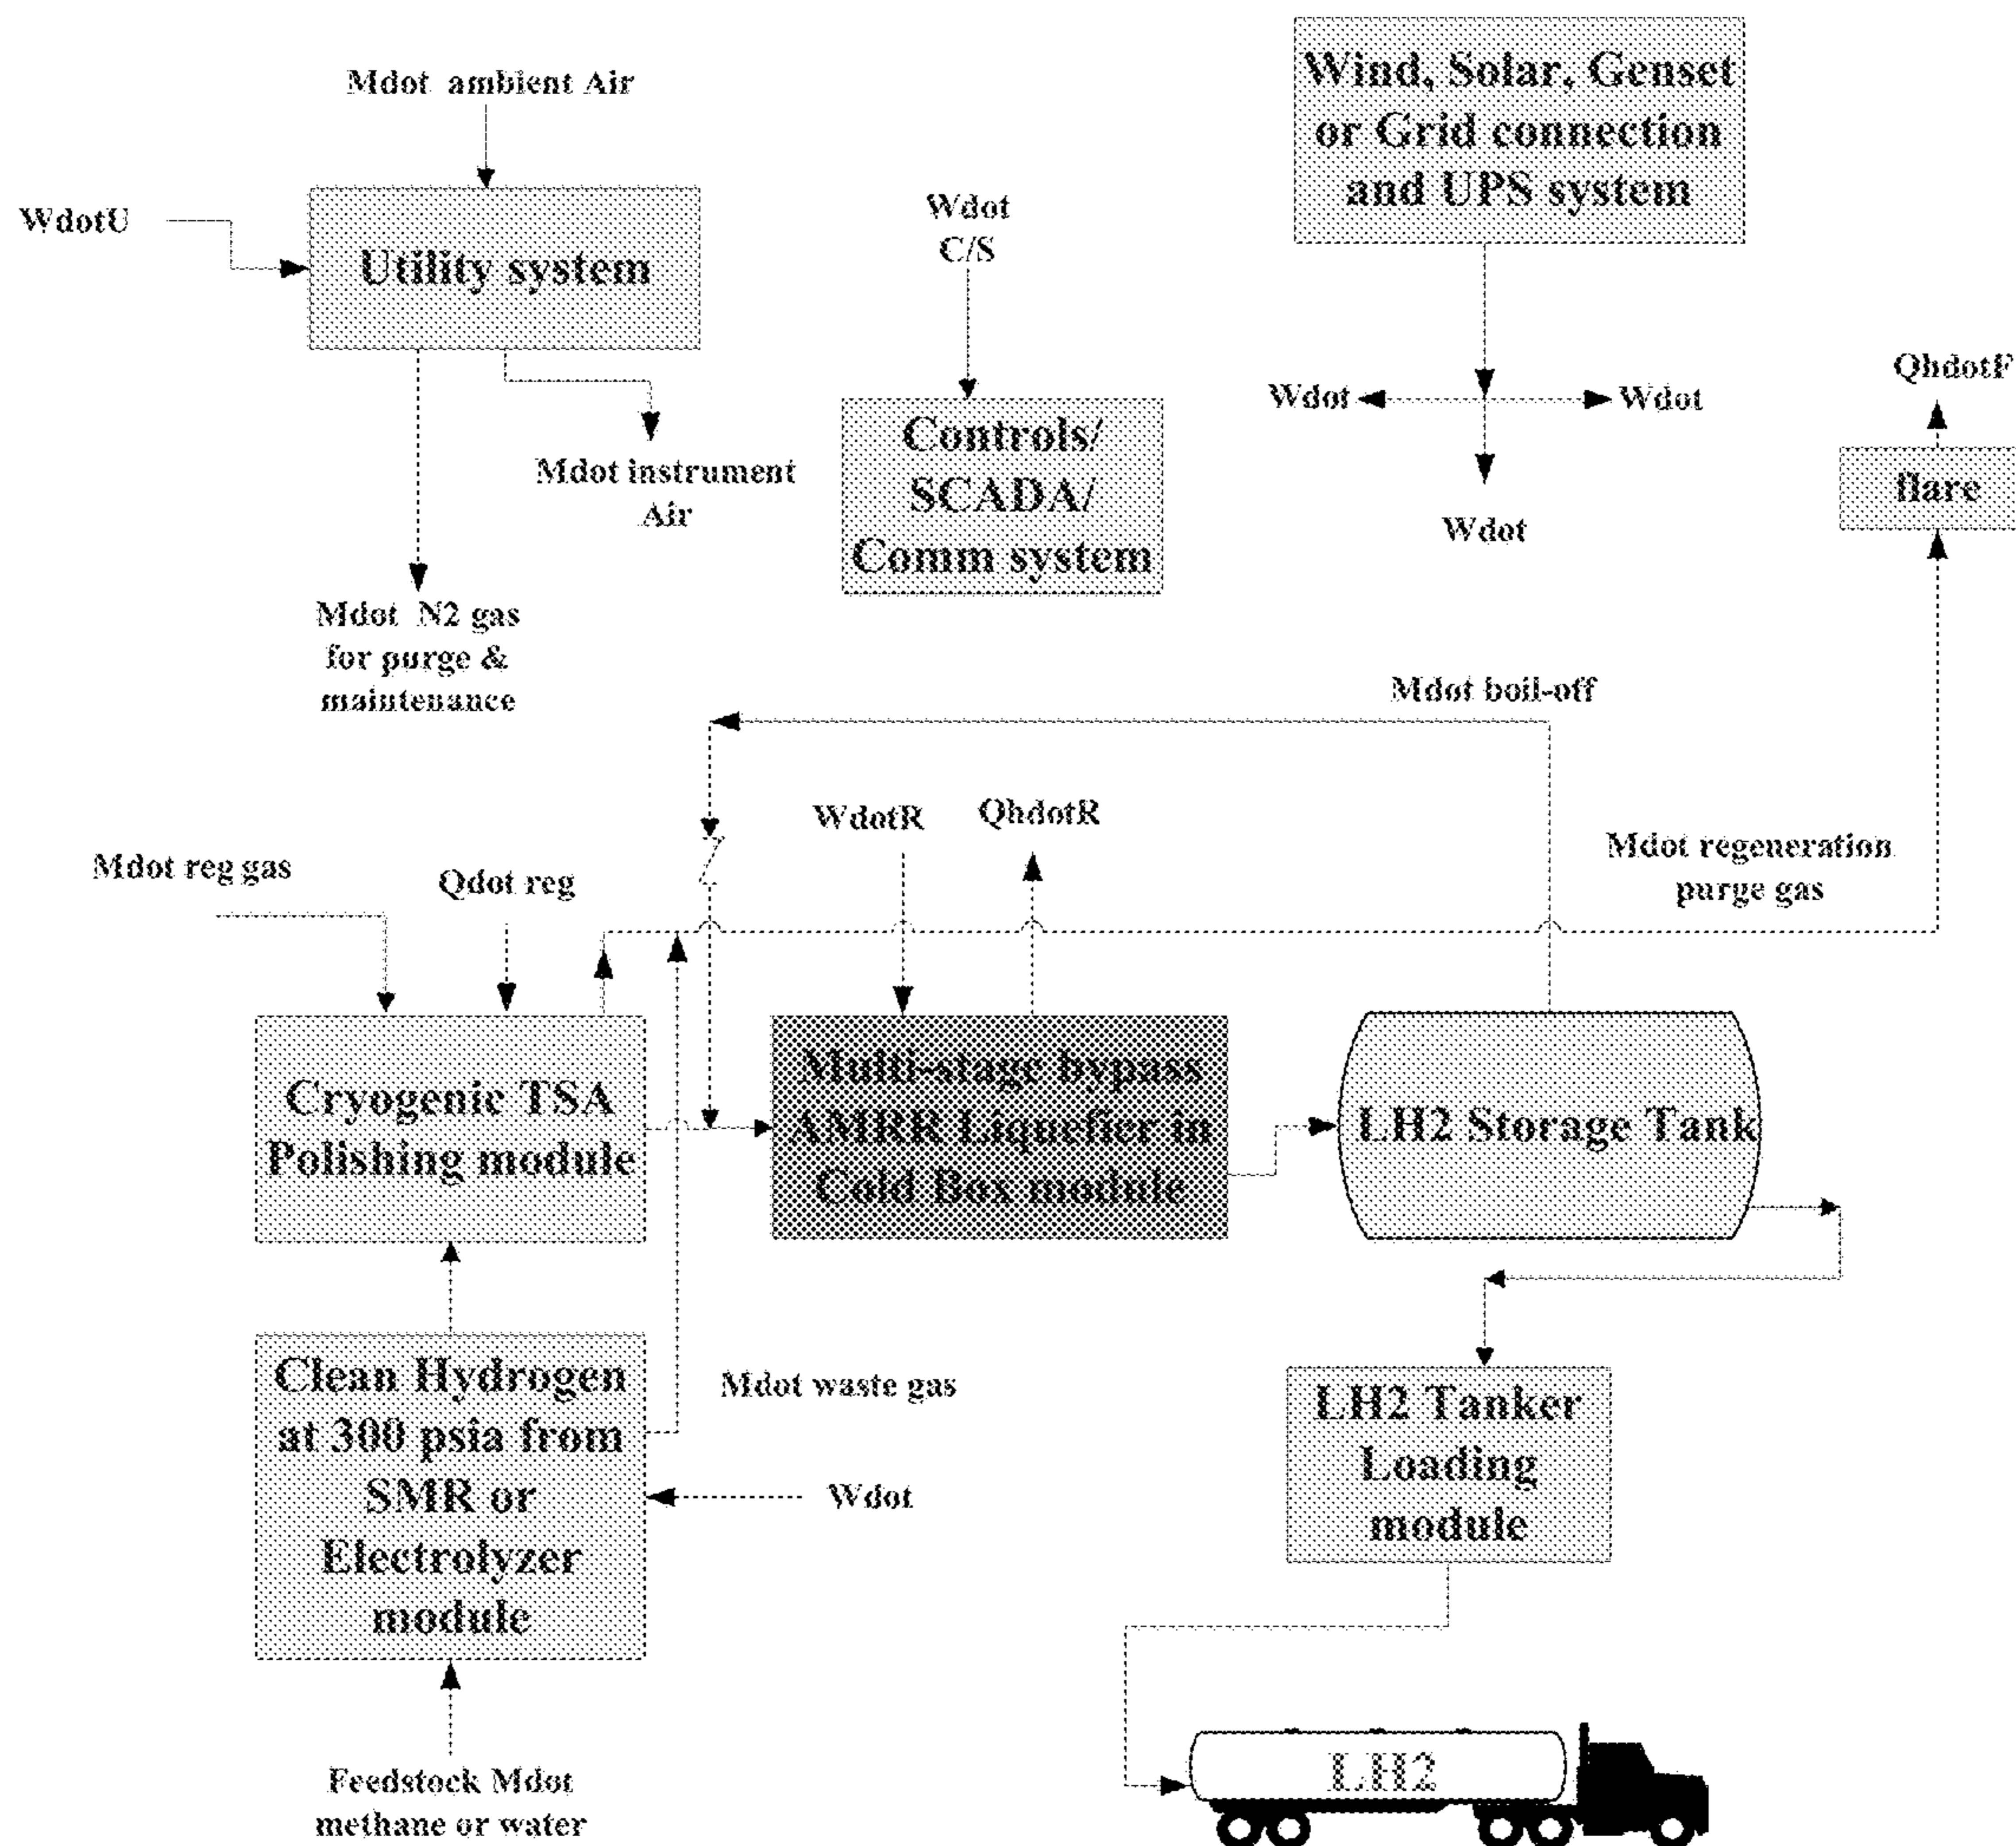 Mdot ambient Air
WdotU
Utility system
Mdot instrument
Air
Mdot N2 gas
for purge &
maintenance
Wdot
C/S
Controls/
SCADA/
Comm system
Wind, Solar, Genset
or Grid connection
and UPS system
Wdot
Wdot
Wdot
QhdotF
flare
Mdot boil-off
WdotR
QhdotR
Mdot regeneration
purge gas
Mdot reg gas
Qdot reg
Cryogenic TSA
Polishing module
Multi-stage bypass
AMRR Liquefier in
Cold Box module
LH2 Storage Tank
Clean Hydrogen
at 300 psia from
SMR or
Electrolyzer
module
Mdot waste gas
Wdot
LH2 Tanker
Loading
module
Feedstock Mdot
methane or water
LH2